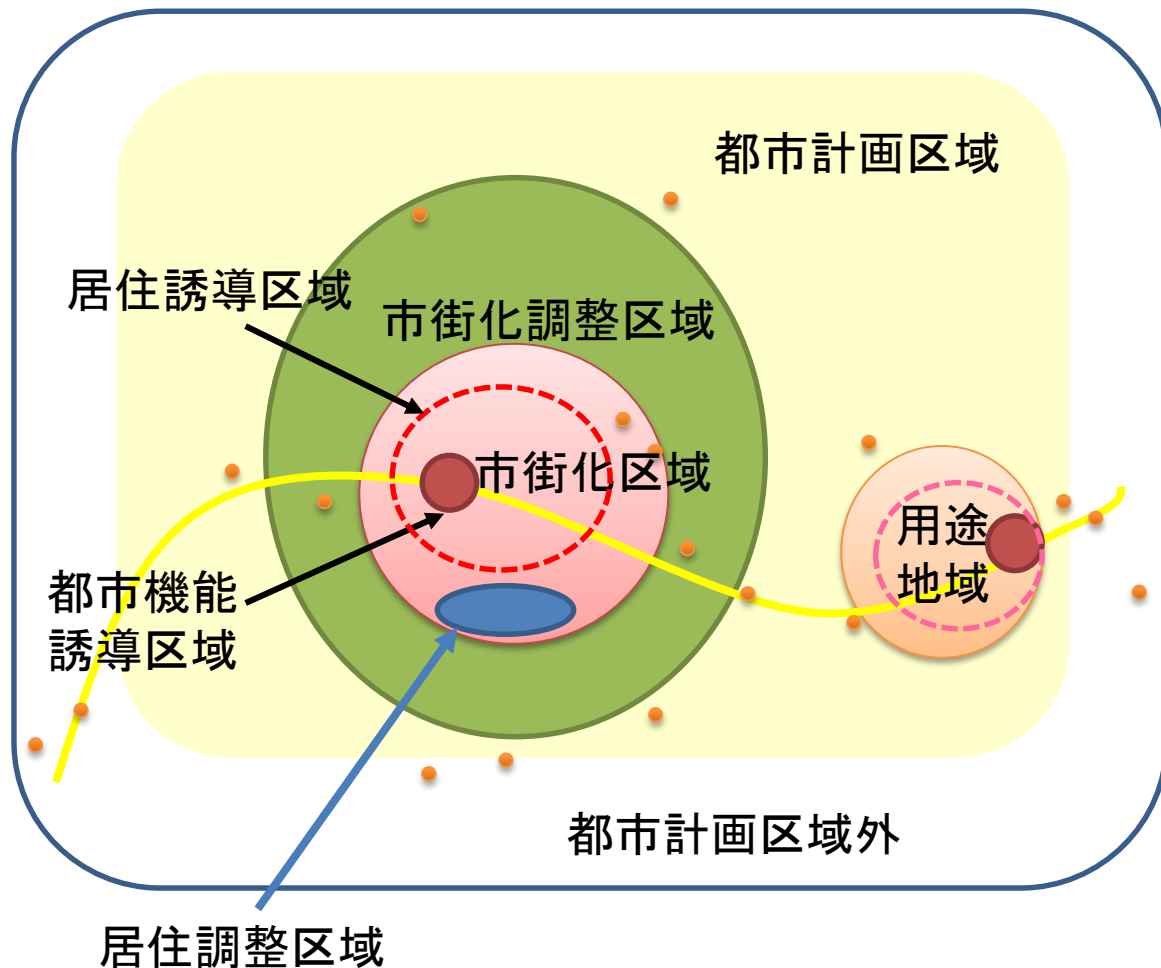 都市計画区域
居住誘導区域
市街化調整区域
市街化区域
用途
地域
都市機能
誘導区域
都市計画区域外
居住調整区域